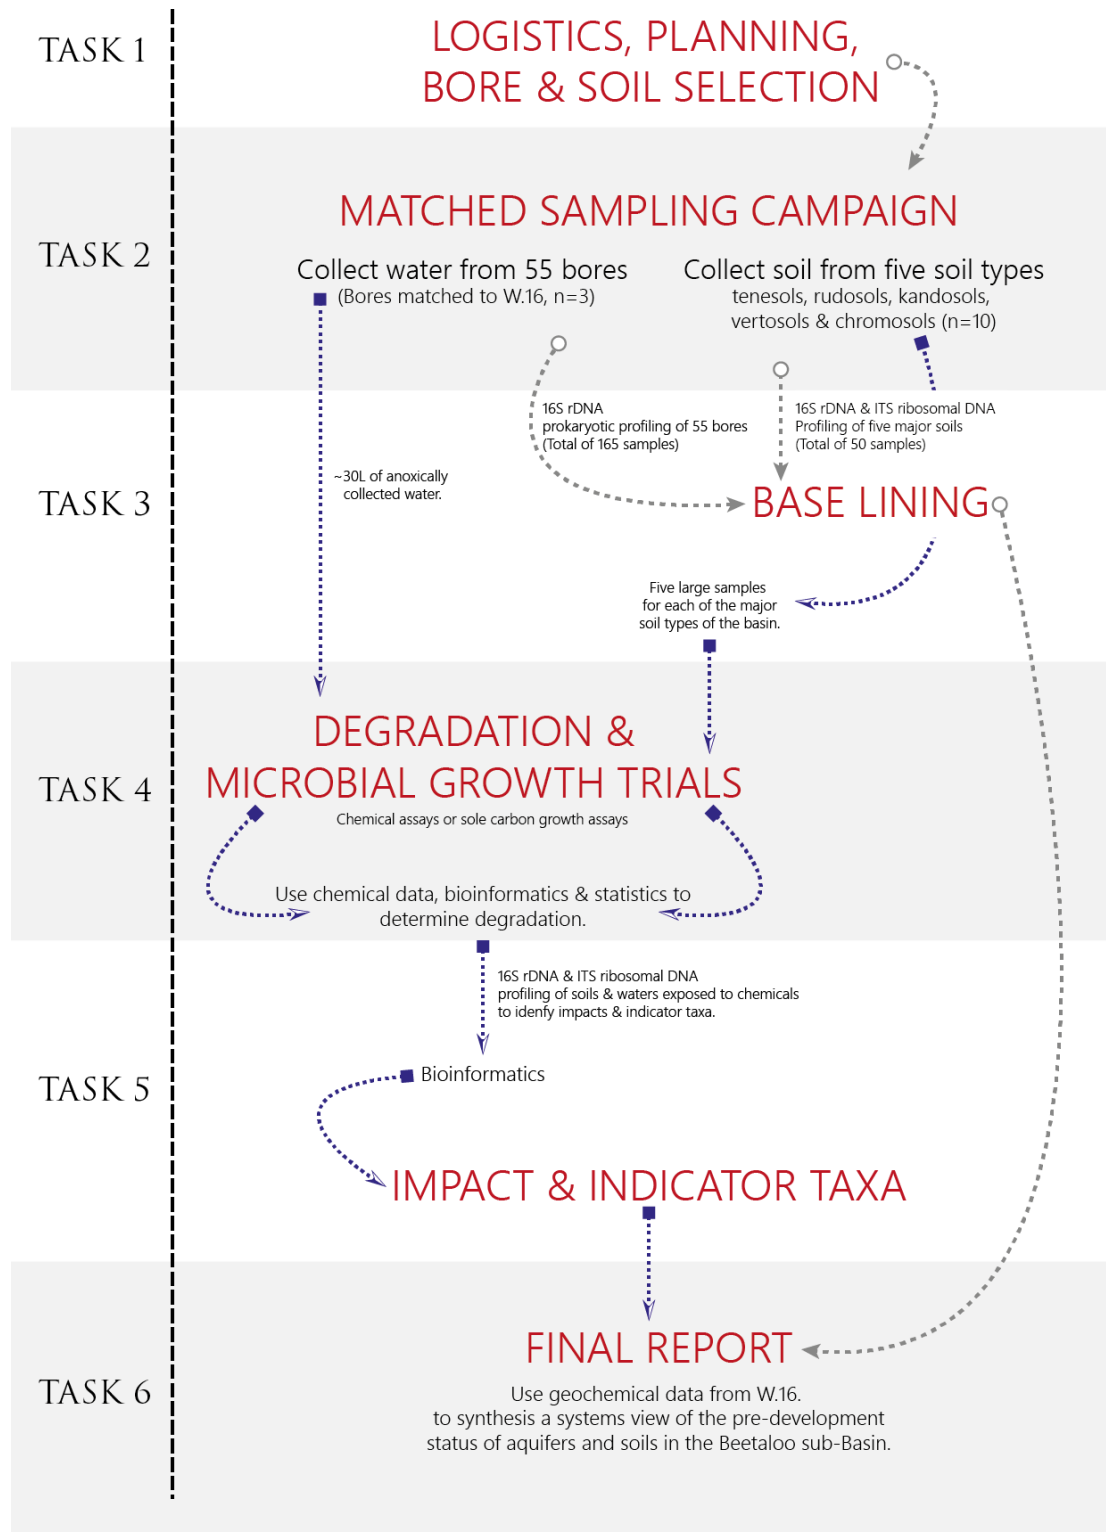 TASK 1
LOGISTICS, PLANNING,
BORE & SOIL SELECTION
TASK 2
MATCHED SAMPLING CAMPAIGN
Collect water from 55 bores
(Bores matched to W.16, n=3)
Collect soil from five soil types
tenesols, rudosols, kandosols,
vertosols & chromosols (n=10)
TASK 3
16S rDNA
prokaryotic profiling of 55 bores
(Total of 165 samples)
16S rDNA & ITS ribosomal DNA
Profiling of five major soils
(Total of 50 samples)
~30L of anoxically
collected water.
BASE LINING
Five large samples
for each of the major
soil types of the basin.
TASK 4
DEGRADATION &
MICROBIAL GROWTH TRIALS
Chemical assays or sole carbon growth assays
Use chemical data, bioinformatics & statistics to
determine degradation.
TASK 5
16S rDNA & ITS ribosomal DNA
profiling of soils & waters exposed to chemicals
to idenfy impacts & indicator taxa.
Bioinformatics
IMPACT & INDICATOR TAXA
TASK 6
FINAL REPORT
Use geochemical data from W.16.
to synthesis a systems view of the pre-development
status of aquifers and soils in the Beetaloo sub-Basin.